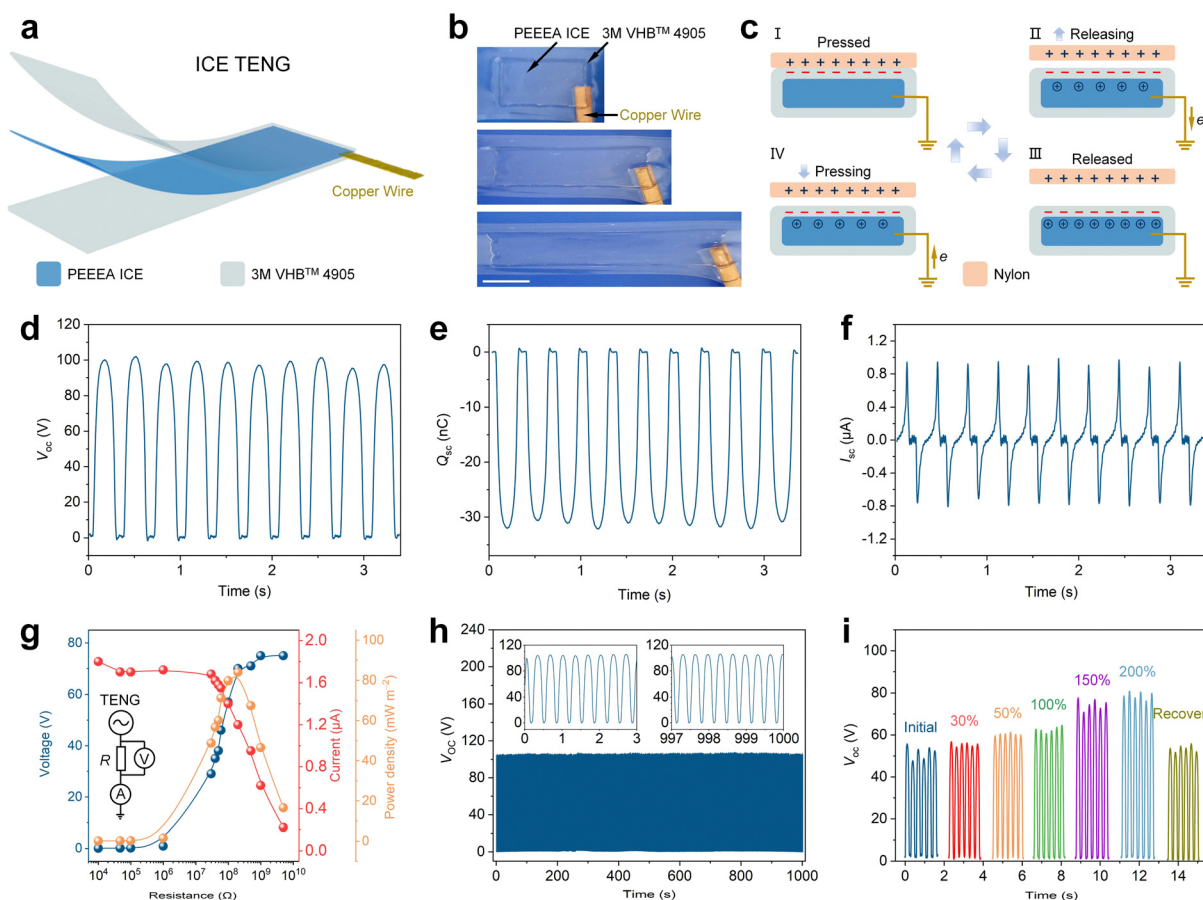 a
ICE TENG
Copper Wire
PEEEA ICE
3M VHB™ 4905
b
PEEEA ICE
3M VHB™ 4905
Copper Wire
c
I
Pressed
II
Releasing
e
IV
Pressing
e
III
Released
Nylon
d
Voc (V)
120
100
80
60
40
20
0
0
1
2
3
Time (s)
e
Qsc (nC)
0
-10
-20
-30
0
1
2
3
Time (s)
f
Isc (μA)
1.2
0.8
0.4
0.0
-0.4
-0.8
-1.2
0
1
2
3
Time (s)
g
Voltage (V)
80
70
60
50
40
30
20
10
0
TENG
R
V
A
10⁴
10⁵
10⁶
10⁷
10⁸
10⁹
10¹⁰
Resistance (Ω)
2.0
1.6
1.2
0.8
0.4
0.0
Current (μA)
100
80
60
40
20
0
Power density (mW m⁻²)
h
VOC (V)
240
200
160
120
80
40
0
120
80
40
0
0
1
2
3
120
80
40
0
997
998
999
1000
0
200
400
600
800
1000
Time (s)
i
Voc (V)
100
80
60
40
20
0
Initial
30%
50%
100%
150%
200%
Recover
0
2
4
6
8
10
12
14
Time (s)